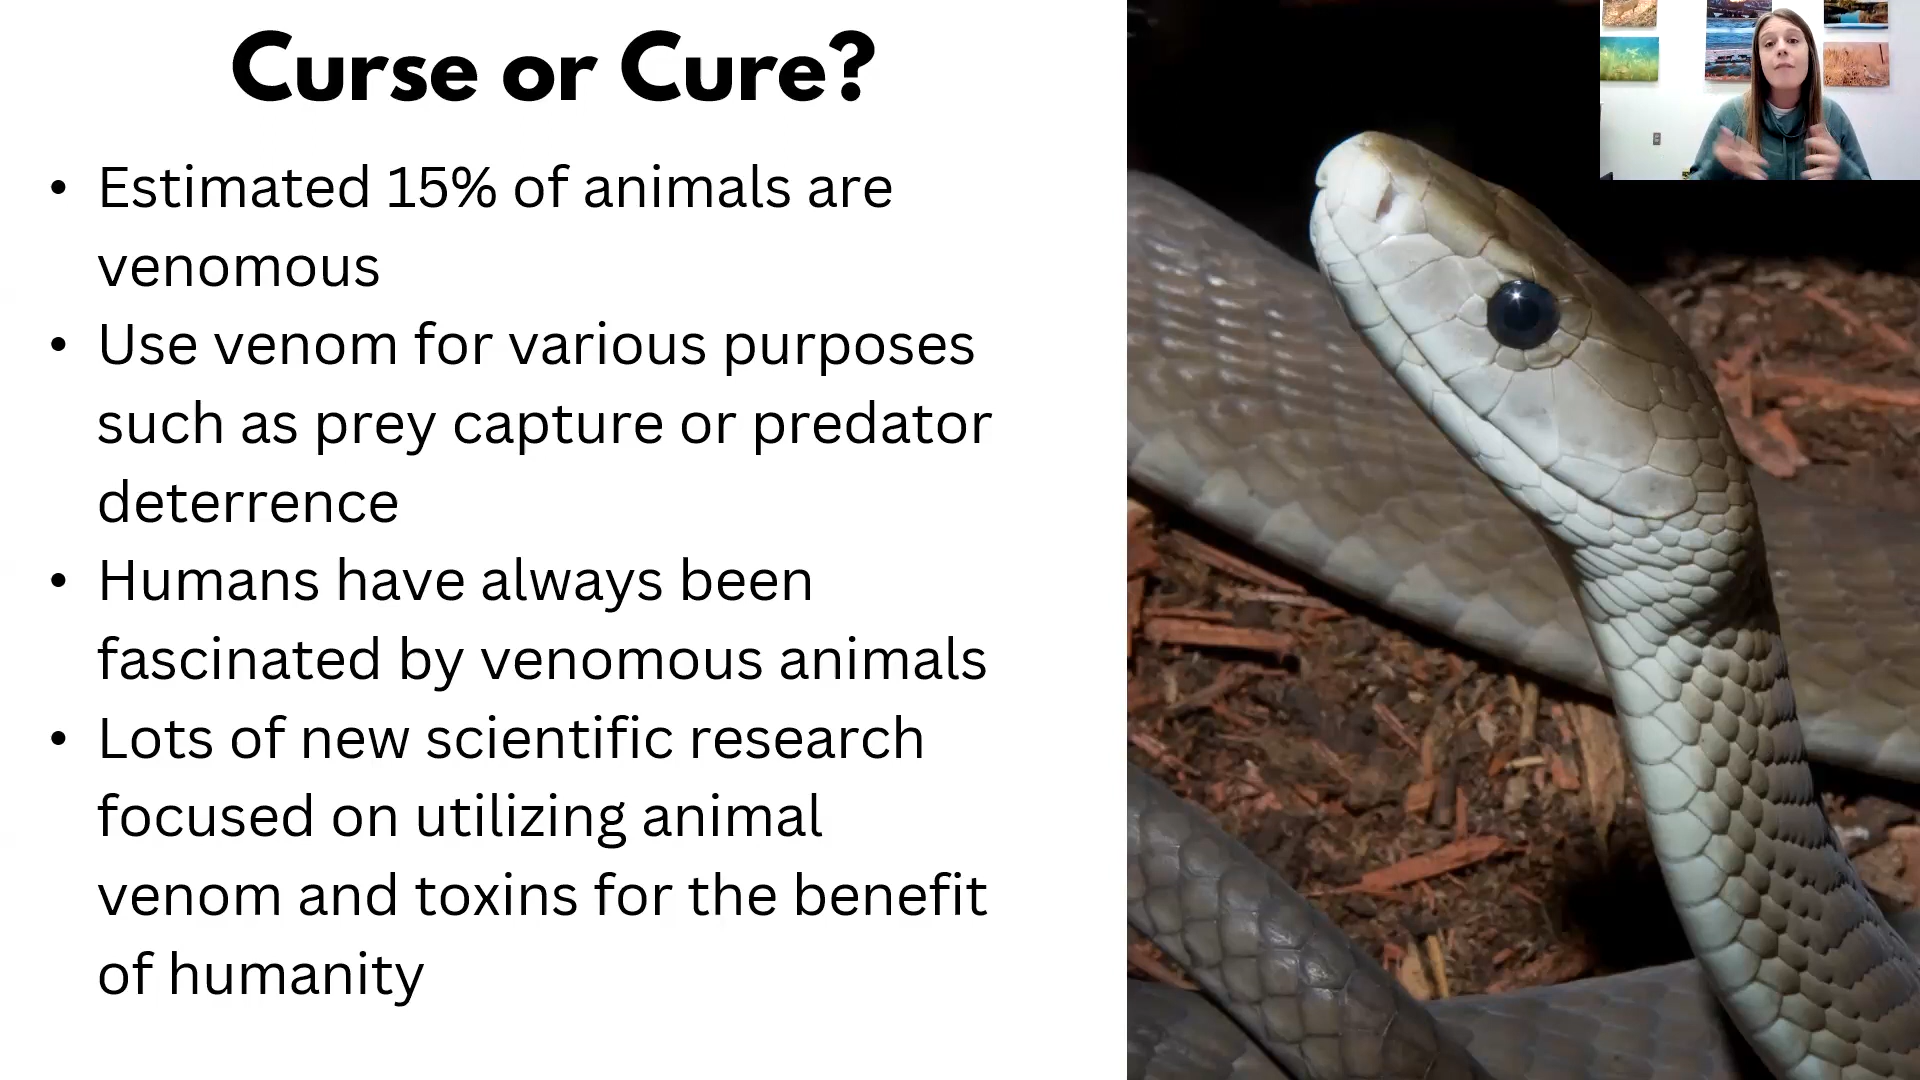 Curse or Cure?
• Estimated 15% of animals are
venomous
• Use venom for various purposes
such as prey capture or predator
deterrence
• Humans have always been
fascinated by venomous animals
• Lots of new scientific research
focused on utilizing animal
venom and toxins for the benefit
of humanity